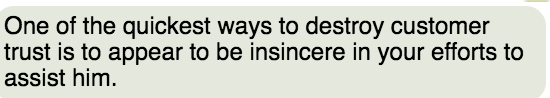 One of the quickest ways to destroy customer
trust is to appear to be insincere in your efforts to
assist him.